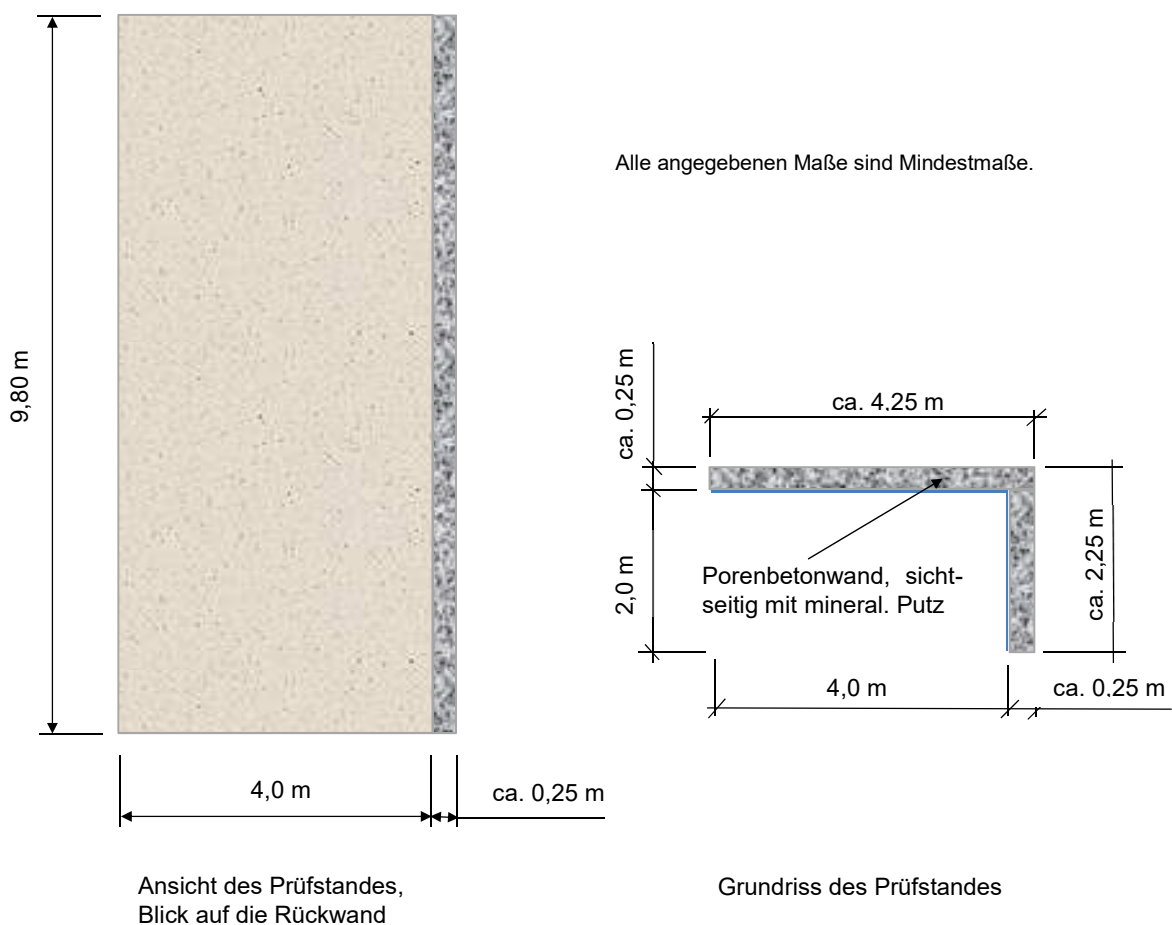 Alle angegebenen Maße sind Mindestmaße.
9,80 m
4,0 m
ca. 0,25 m
Ansicht des Prüfstandes,
Blick auf die Rückwand
ca. 0,25 m
ca. 4,25 m
2,0 m
Porenbetonwand, sicht-
seitig mit mineral. Putz
ca. 2,25 m
4,0 m
ca. 0,25 m
Grundriss des Prüfstandes